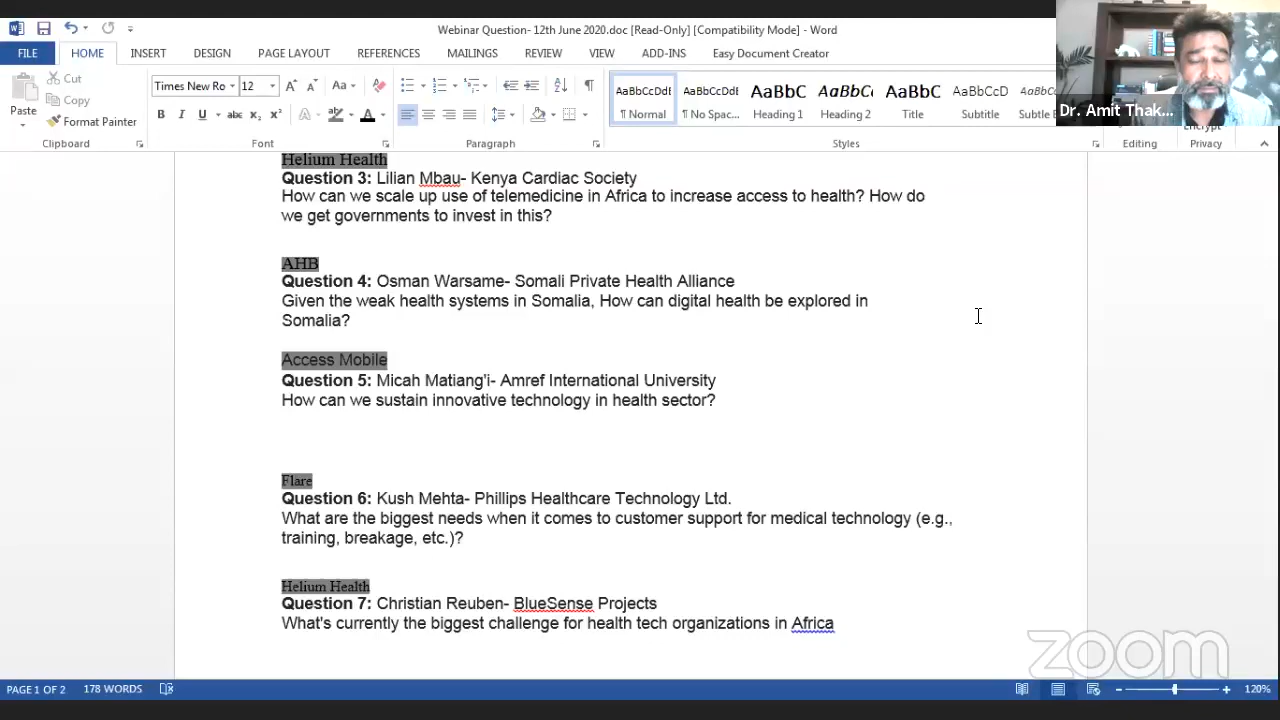 Webinar Question- 12th June 2020.doc [Read-Only] [Compatibility Mode] - Word
FILE HOME INSERT DESIGN PAGE LAYOUT REFERENCES MAILINGS REVIEW VIEW ADD-INS Easy Document Creator
Paste
Cut
Copy
Format Painter
Clipboard
Times New Ro 12
Font
Paragraph
AaBbCcDdE AaBbCcDdE AaBbC AaBbC AaBbC AaBbCcD
¶ Normal ¶ No Spac... Heading 1 Heading 2 Title Subtitle Subtle E
Styles
Editing
Encrypt
Privacy
Dr. Amit Thak...
Helium Health
Question 3: Lilian Mbau- Kenya Cardiac Society
How can we scale up use of telemedicine in Africa to increase access to health? How do
we get governments to invest in this?
AHB
Question 4: Osman Warsame- Somali Private Health Alliance
Given the weak health systems in Somalia, How can digital health be explored in
Somalia?
Access Mobile
Question 5: Micah Matiang'i- Amref International University
How can we sustain innovative technology in health sector?
Flare
Question 6: Kush Mehta- Phillips Healthcare Technology Ltd.
What are the biggest needs when it comes to customer support for medical technology (e.g.,
training, breakage, etc.)?
Helium Health
Question 7: Christian Reuben- BlueSense Projects
What's currently the biggest challenge for health tech organizations in Africa
zoom
PAGE 1 OF 2 178 WORDS 120%